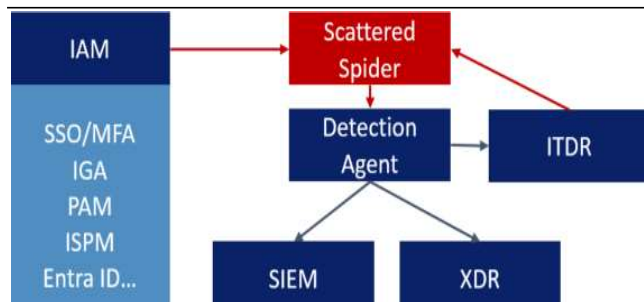 IAM
SSO/MFA
IGA
PAM
ISPM
Entra ID...
Scattered
Spider
Detection
Agent
ITDR
SIEM
XDR